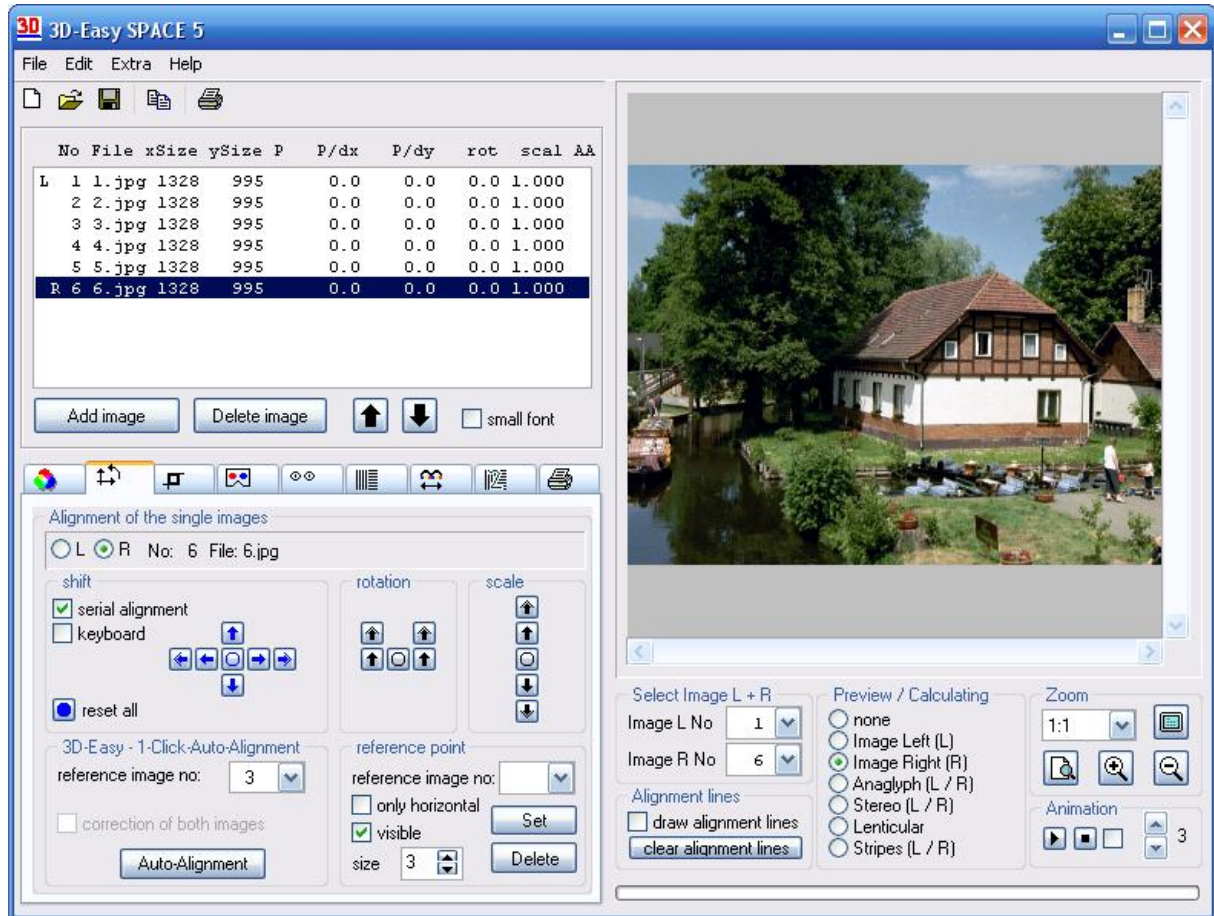 3D 3D-Easy SPACE 5
File Edit Extra Help
No File xSize ySize P P/dx P/dy rot scal AA
L 1 1.jpg 1328 995 0.0 0.0 0.0 1.000
2 2.jpg 1328 995 0.0 0.0 0.0 1.000
3 3.jpg 1328 995 0.0 0.0 0.0 1.000
4 4.jpg 1328 995 0.0 0.0 0.0 1.000
5 5.jpg 1328 995 0.0 0.0 0.0 1.000
R 6 6.jpg 1328 995 0.0 0.0 0.0 1.000
Add image Delete image small font
Alignment of the single images
L R No: 6 File: 6.jpg
shift
serial alignment
keyboard
reset all
rotation
scale
3D-Easy - 1-Click-Auto-Alignment
reference image no: 3
correction of both images
Auto-Alignment
reference point
reference image no:
only horizontal
visible
Set
size 3
Delete
Select Image L + R
Image L No 1
Image R No 6
Alignment lines
draw alignment lines
clear alignment lines
Preview / Calculating
none
Image Left (L)
Image Right (R)
Anaglyph (L / R)
Stereo (L / R)
Lenticular
Stripes (L / R)
Zoom
1:1
Animation
3